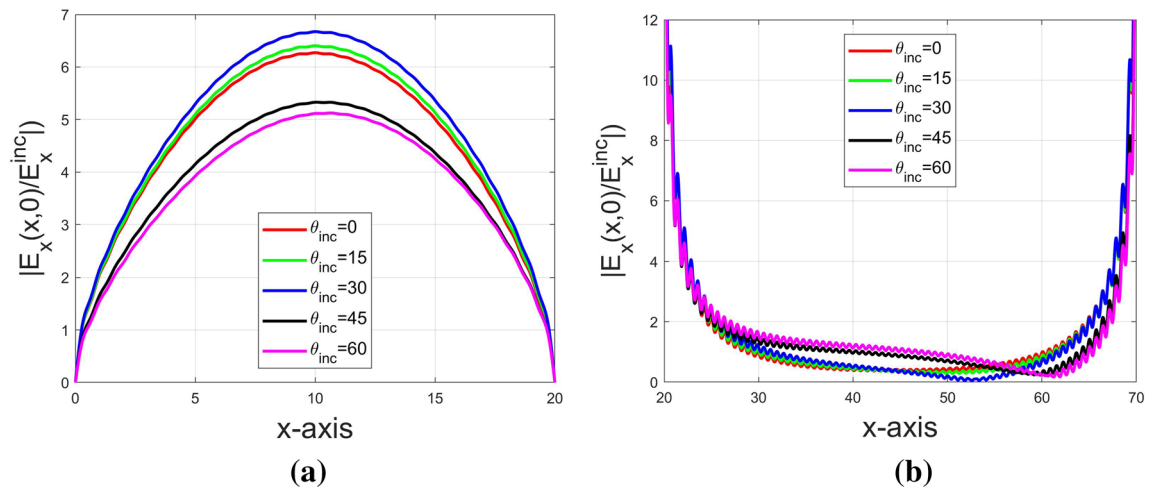 |E_x(x,0)/E_x^inc|
7
6
5
4
3
2
1
0
0 5 10 15 20
x-axis
θ_inc=0
θ_inc=15
θ_inc=30
θ_inc=45
θ_inc=60
(a)
|E_x(x,0)/E_x^inc|
12
10
8
6
4
2
0
20 30 40 50 60 70
x-axis
θ_inc=0
θ_inc=15
θ_inc=30
θ_inc=45
θ_inc=60
(b)